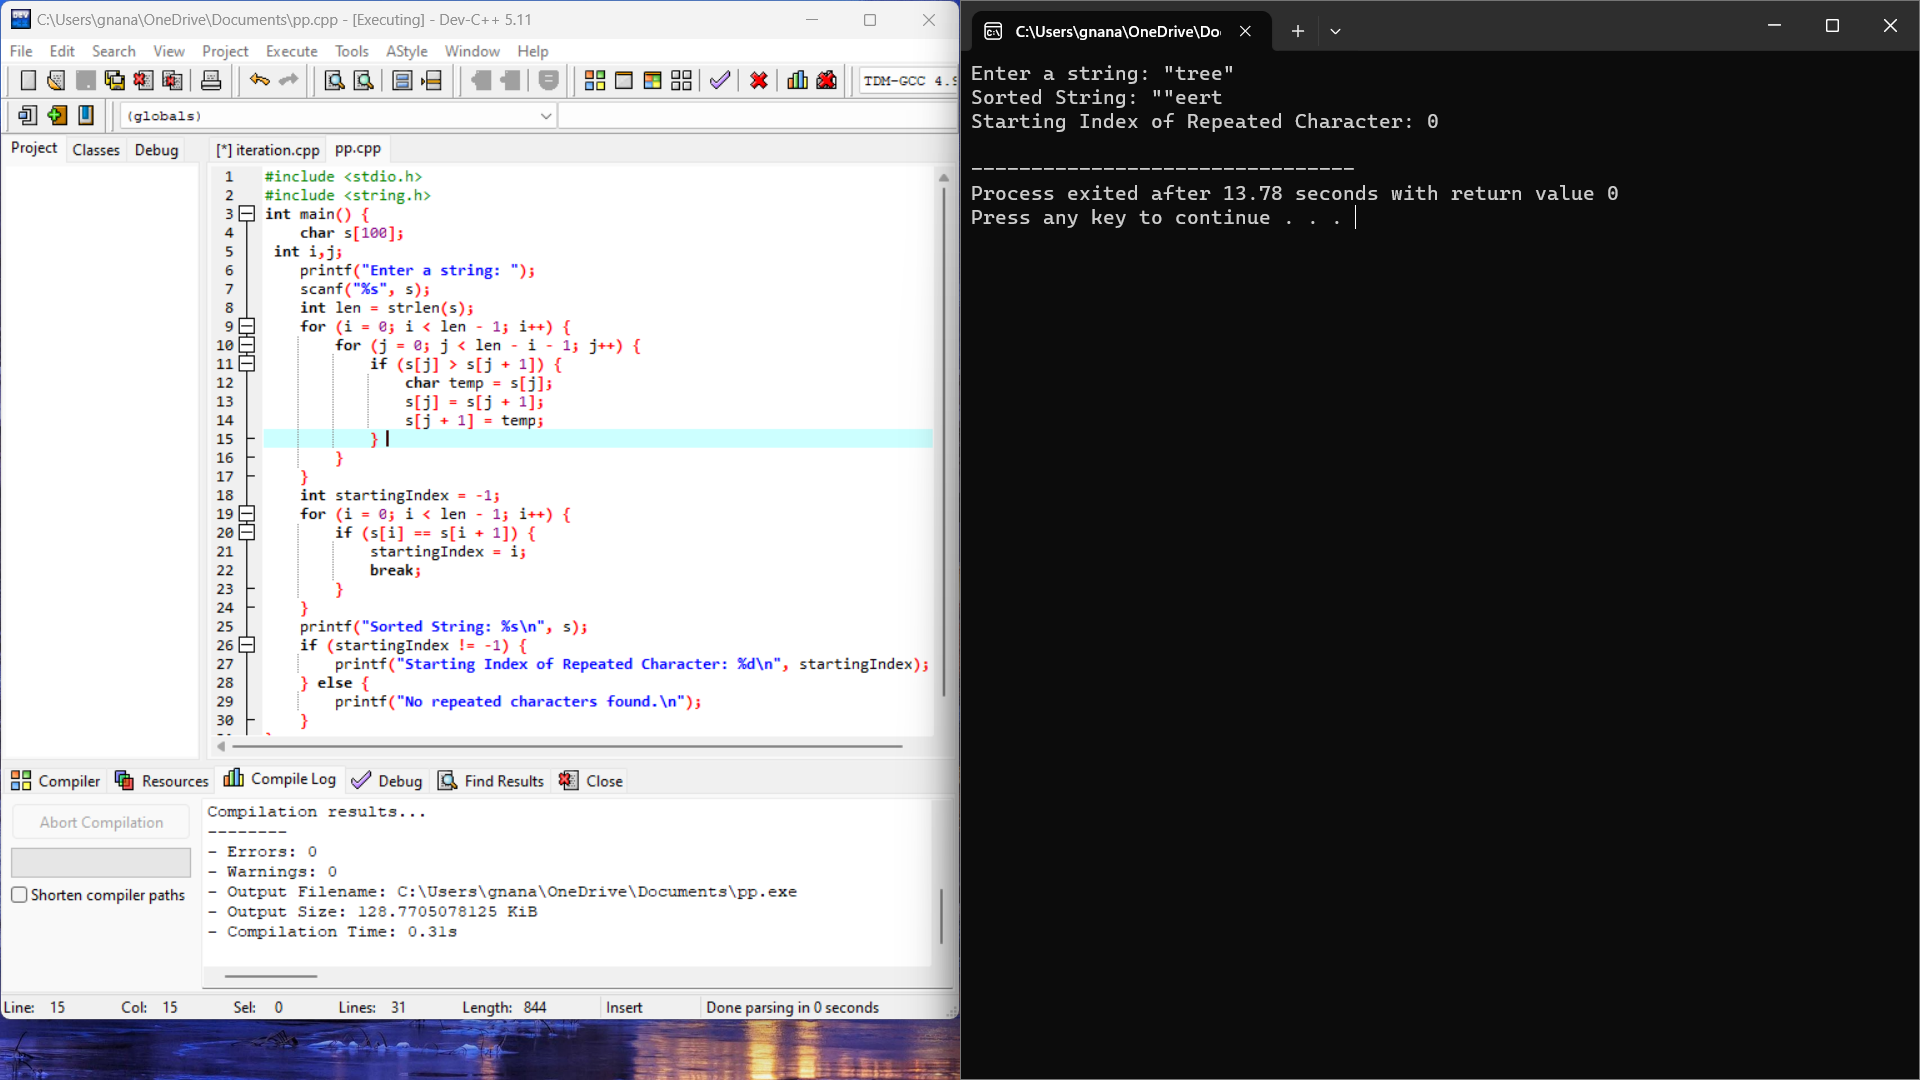 C:\Users\gnana\OneDrive\Documents\pp.cpp - [Executing] - Dev-C++ 5.11
File Edit Search View Project Execute Tools AStyle Window Help
TDM-GCC 4.9
(globals)
Project Classes Debug
[*] iteration.cpp pp.cpp
1 #include <stdio.h>
2 #include <string.h>
3 int main() {
4 char s[100];
5 int i,j;
6 printf("Enter a string: ");
7 scanf("%s", s);
8 int len = strlen(s);
9 for (i = 0; i < len - 1; i++) {
10 for (j = 0; j < len - i - 1; j++) {
11 if (s[j] > s[j + 1]) {
12 char temp = s[j];
13 s[j] = s[j + 1];
14 s[j + 1] = temp;
15 }
16 }
17 }
18 int startingIndex = -1;
19 for (i = 0; i < len - 1; i++) {
20 if (s[i] == s[i + 1]) {
21 startingIndex = i;
22 break;
23 }
24 }
25 printf("Sorted String: %s\n", s);
26 if (startingIndex != -1) {
27 printf("Starting Index of Repeated Character: %d\n", startingIndex);
28 } else {
29 printf("No repeated characters found.\n");
30 }
Compiler Resources Compile Log Debug Find Results Close
Abort Compilation
Shorten compiler paths
Compilation results...
--------
- Errors: 0
- Warnings: 0
- Output Filename: C:\Users\gnana\OneDrive\Documents\pp.exe
- Output Size: 128.7705078125 KiB
- Compilation Time: 0.31s
Line: 15 Col: 15 Sel: 0 Lines: 31 Length: 844 Insert Done parsing in 0 seconds
C:\Users\gnana\OneDrive\Do
Enter a string: "tree"
Sorted String: ""eert
Starting Index of Repeated Character: 0
--------------------------------
Process exited after 13.78 seconds with return value 0
Press any key to continue . . .